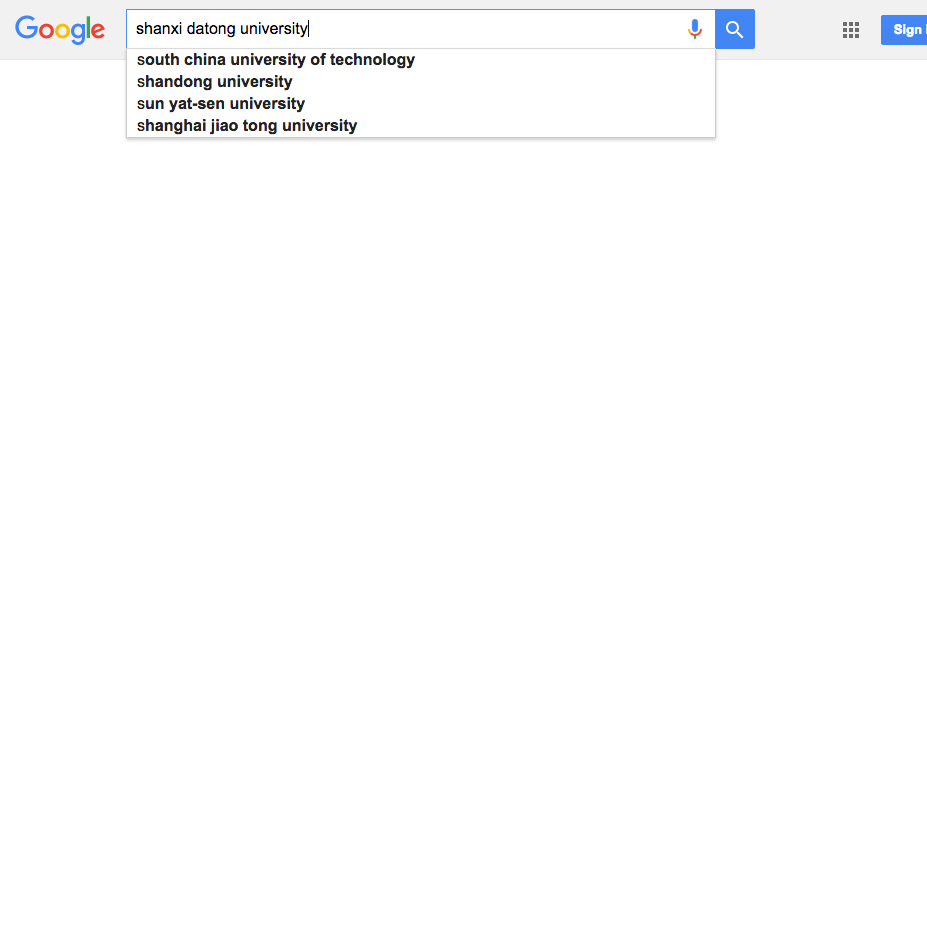 Google
shanxi datong university
Sign
south china university of technology
shandong university
sun yat-sen university
shanghai jiao tong university